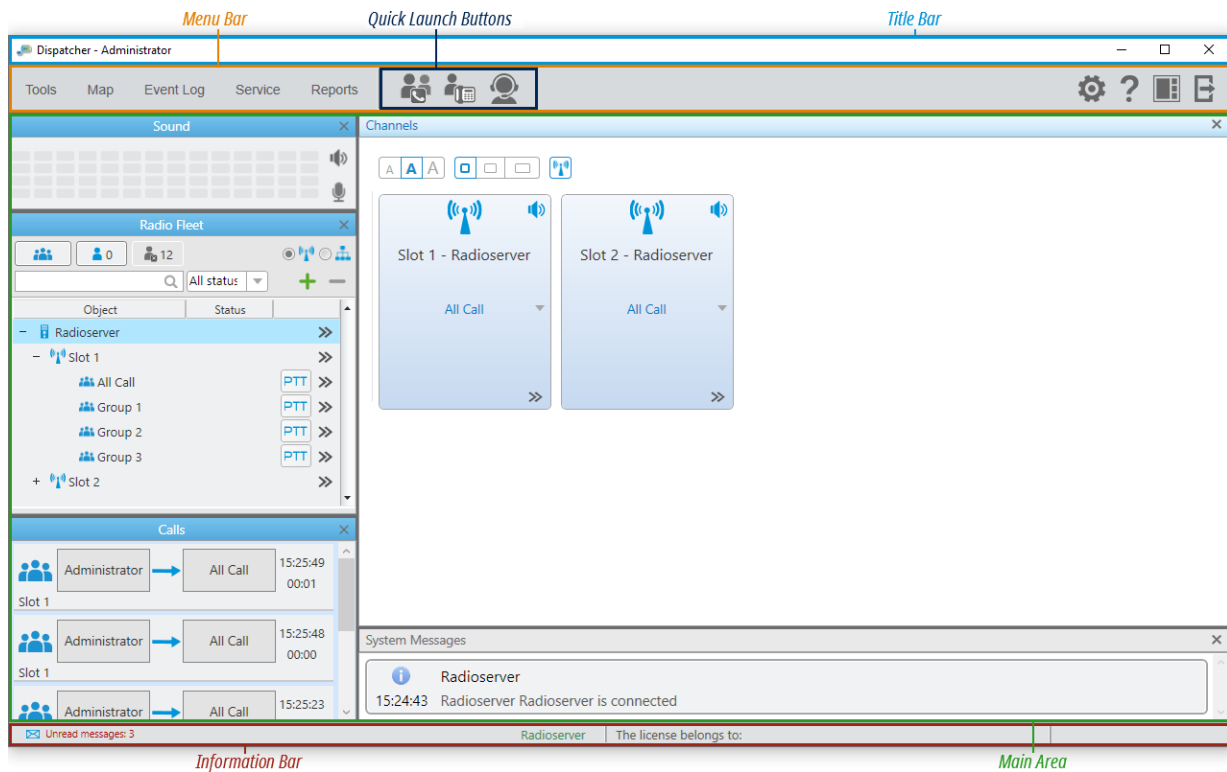 Menu Bar
Quick Launch Buttons
Title Bar
Dispatcher - Administrator
Tools Map Event Log Service Reports
Sound
Radio Fleet
0 12
All status
Object Status
Radioserver
Slot 1
All Call PTT
Group 1 PTT
Group 2 PTT
Group 3 PTT
Slot 2
Calls
Administrator All Call 15:25:49
00:01
Slot 1
Administrator All Call 15:25:48
00:00
Slot 1
Administrator All Call 15:25:23
Channels
A A A
Slot 1 - Radioserver
All Call
Slot 2 - Radioserver
All Call
System Messages
Radioserver
15:24:43 Radioserver Radioserver is connected
Unread messages: 3
Radioserver
The license belongs to:
Information Bar
Main Area